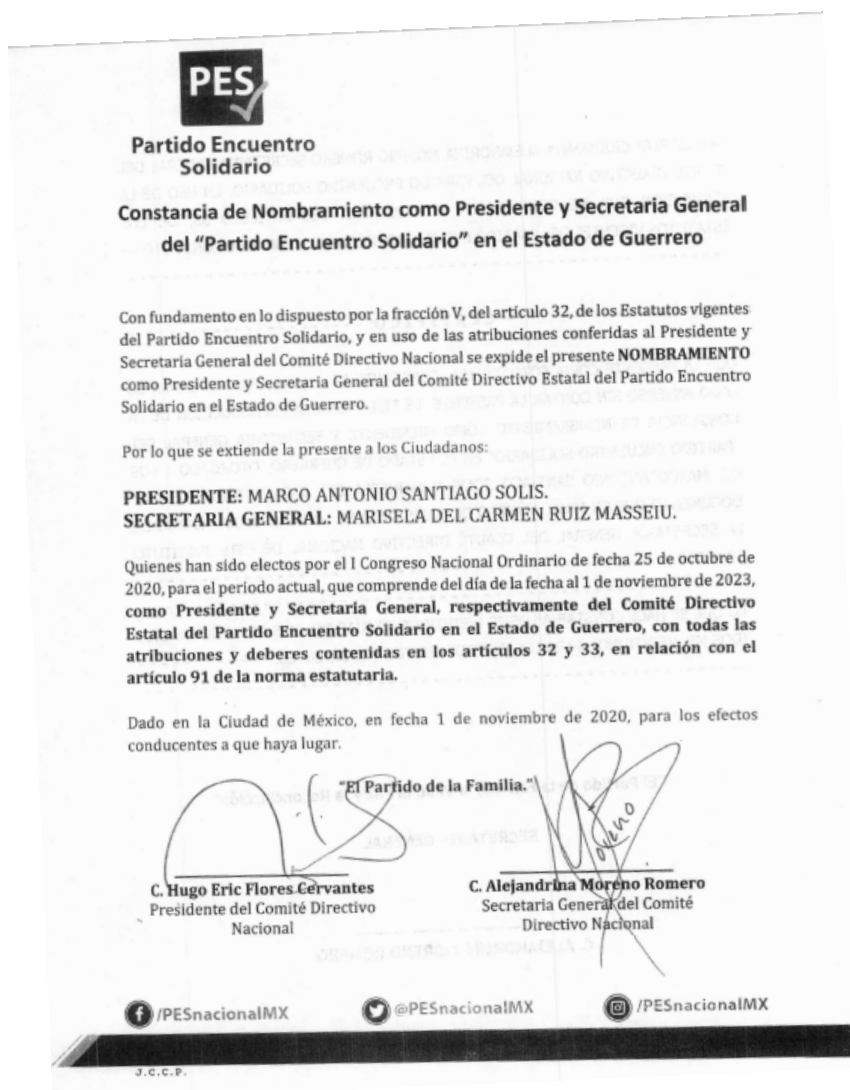 PES
Partido Encuentro
Solidario
Constancia de Nombramiento como Presidente y Secretaria General
del “Partido Encuentro Solidario” en el Estado de Guerrero
Con fundamento en lo dispuesto por la fracción V, del artículo 32, de los Estatutos vigentes
del Partido Encuentro Solidario, y en uso de las atribuciones conferidas al Presidente y
Secretaria General del Comité Directivo Nacional se expide el presente NOMBRAMIENTO
como Presidente y Secretaria General del Comité Directivo Estatal del Partido Encuentro
Solidario en el Estado de Guerrero.
Por lo que se extiende la presente a los Ciudadanos:
PRESIDENTE: MARCO ANTONIO SANTIAGO SOLIS.
SECRETARIA GENERAL: MARISELA DEL CARMEN RUIZ MASSEIU.
Quienes han sido electos por el I Congreso Nacional Ordinario de fecha 25 de octubre de
2020, para el periodo actual, que comprende del día de la fecha al 1 de noviembre de 2023,
como Presidente y Secretaria General, respectivamente del Comité Directivo
Estatal del Partido Encuentro Solidario en el Estado de Guerrero, con todas las
atribuciones y deberes contenidas en los artículos 32 y 33, en relación con el
artículo 91 de la norma estatutaria.
Dado en la Ciudad de México, en fecha 1 de noviembre de 2020, para los efectos
conducentes a que haya lugar.
“El Partido de la Familia.”
C. Hugo Eric Flores Cervantes
Presidente del Comité Directivo
Nacional
C. Alejandrina Moreno Romero
Secretaria General del Comité
Directivo Nacional
/PESnacionalMX
@PESnacionalMX
/PESnacionalMX
J.C.C.P.